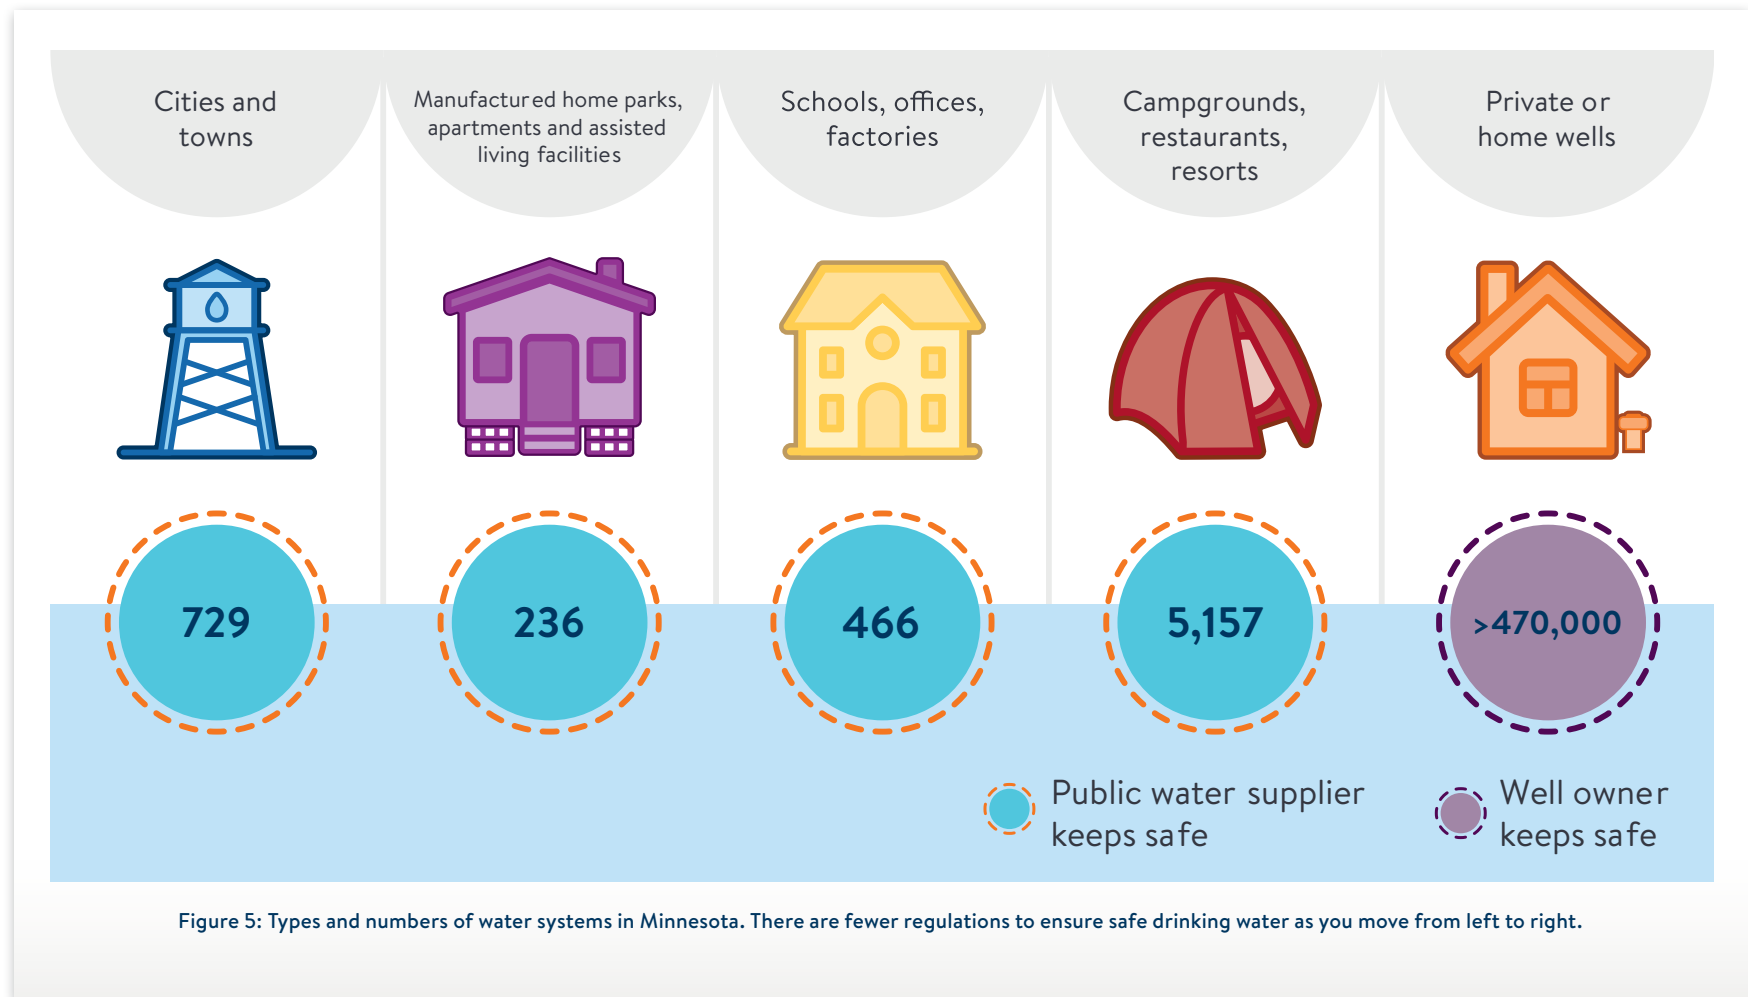 Cities and
towns
Manufactured home parks,
apartments and assisted
living facilities
Schools, offices,
factories
Campgrounds,
restaurants,
resorts
Private or
home wells
729
236
466
5,157
>470,000
Public water supplier
keeps safe
Well owner
keeps safe
Figure 5: Types and numbers of water systems in Minnesota. There are fewer regulations to ensure safe drinking water as you move from left to right.